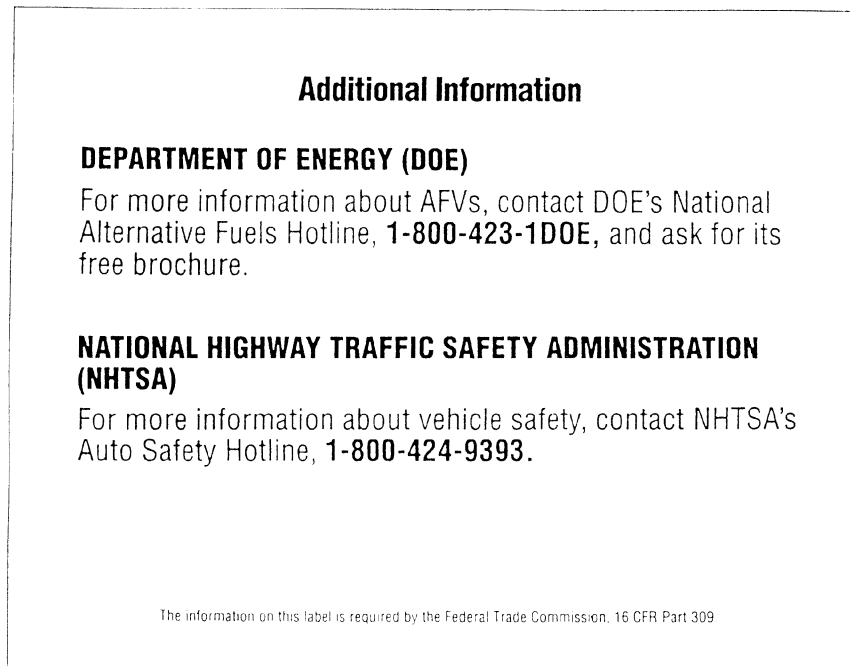 Additional Information
DEPARTMENT OF ENERGY (DOE)
For more information about AFVs, contact DOE's National
Alternative Fuels Hotline, 1-800-423-1DOE, and ask for its
free brochure.
NATIONAL HIGHWAY TRAFFIC SAFETY ADMINISTRATION
(NHTSA)
For more information about vehicle safety, contact NHTSA's
Auto Safety Hotline, 1-800-424-9393.
The information on this label is required by the Federal Trade Commission, 16 CFR Part 309